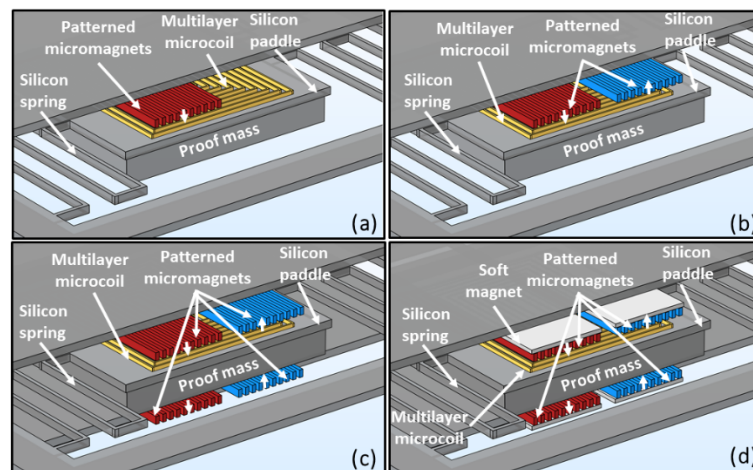 Patterned
micromagnets
Multilayer
microcoil
Silicon
paddle
Silicon
spring
Proof mass
(a)
Multilayer
microcoil
Patterned
micromagnets
Silicon
paddle
Silicon
spring
Proof mass
(b)
Multilayer
microcoil
Patterned
micromagnets
Silicon
paddle
Silicon
spring
Proof mass
(c)
Soft
magnet
Patterned
micromagnets
Silicon
paddle
Silicon
spring
Proof mass
Multilayer
microcoil
(d)